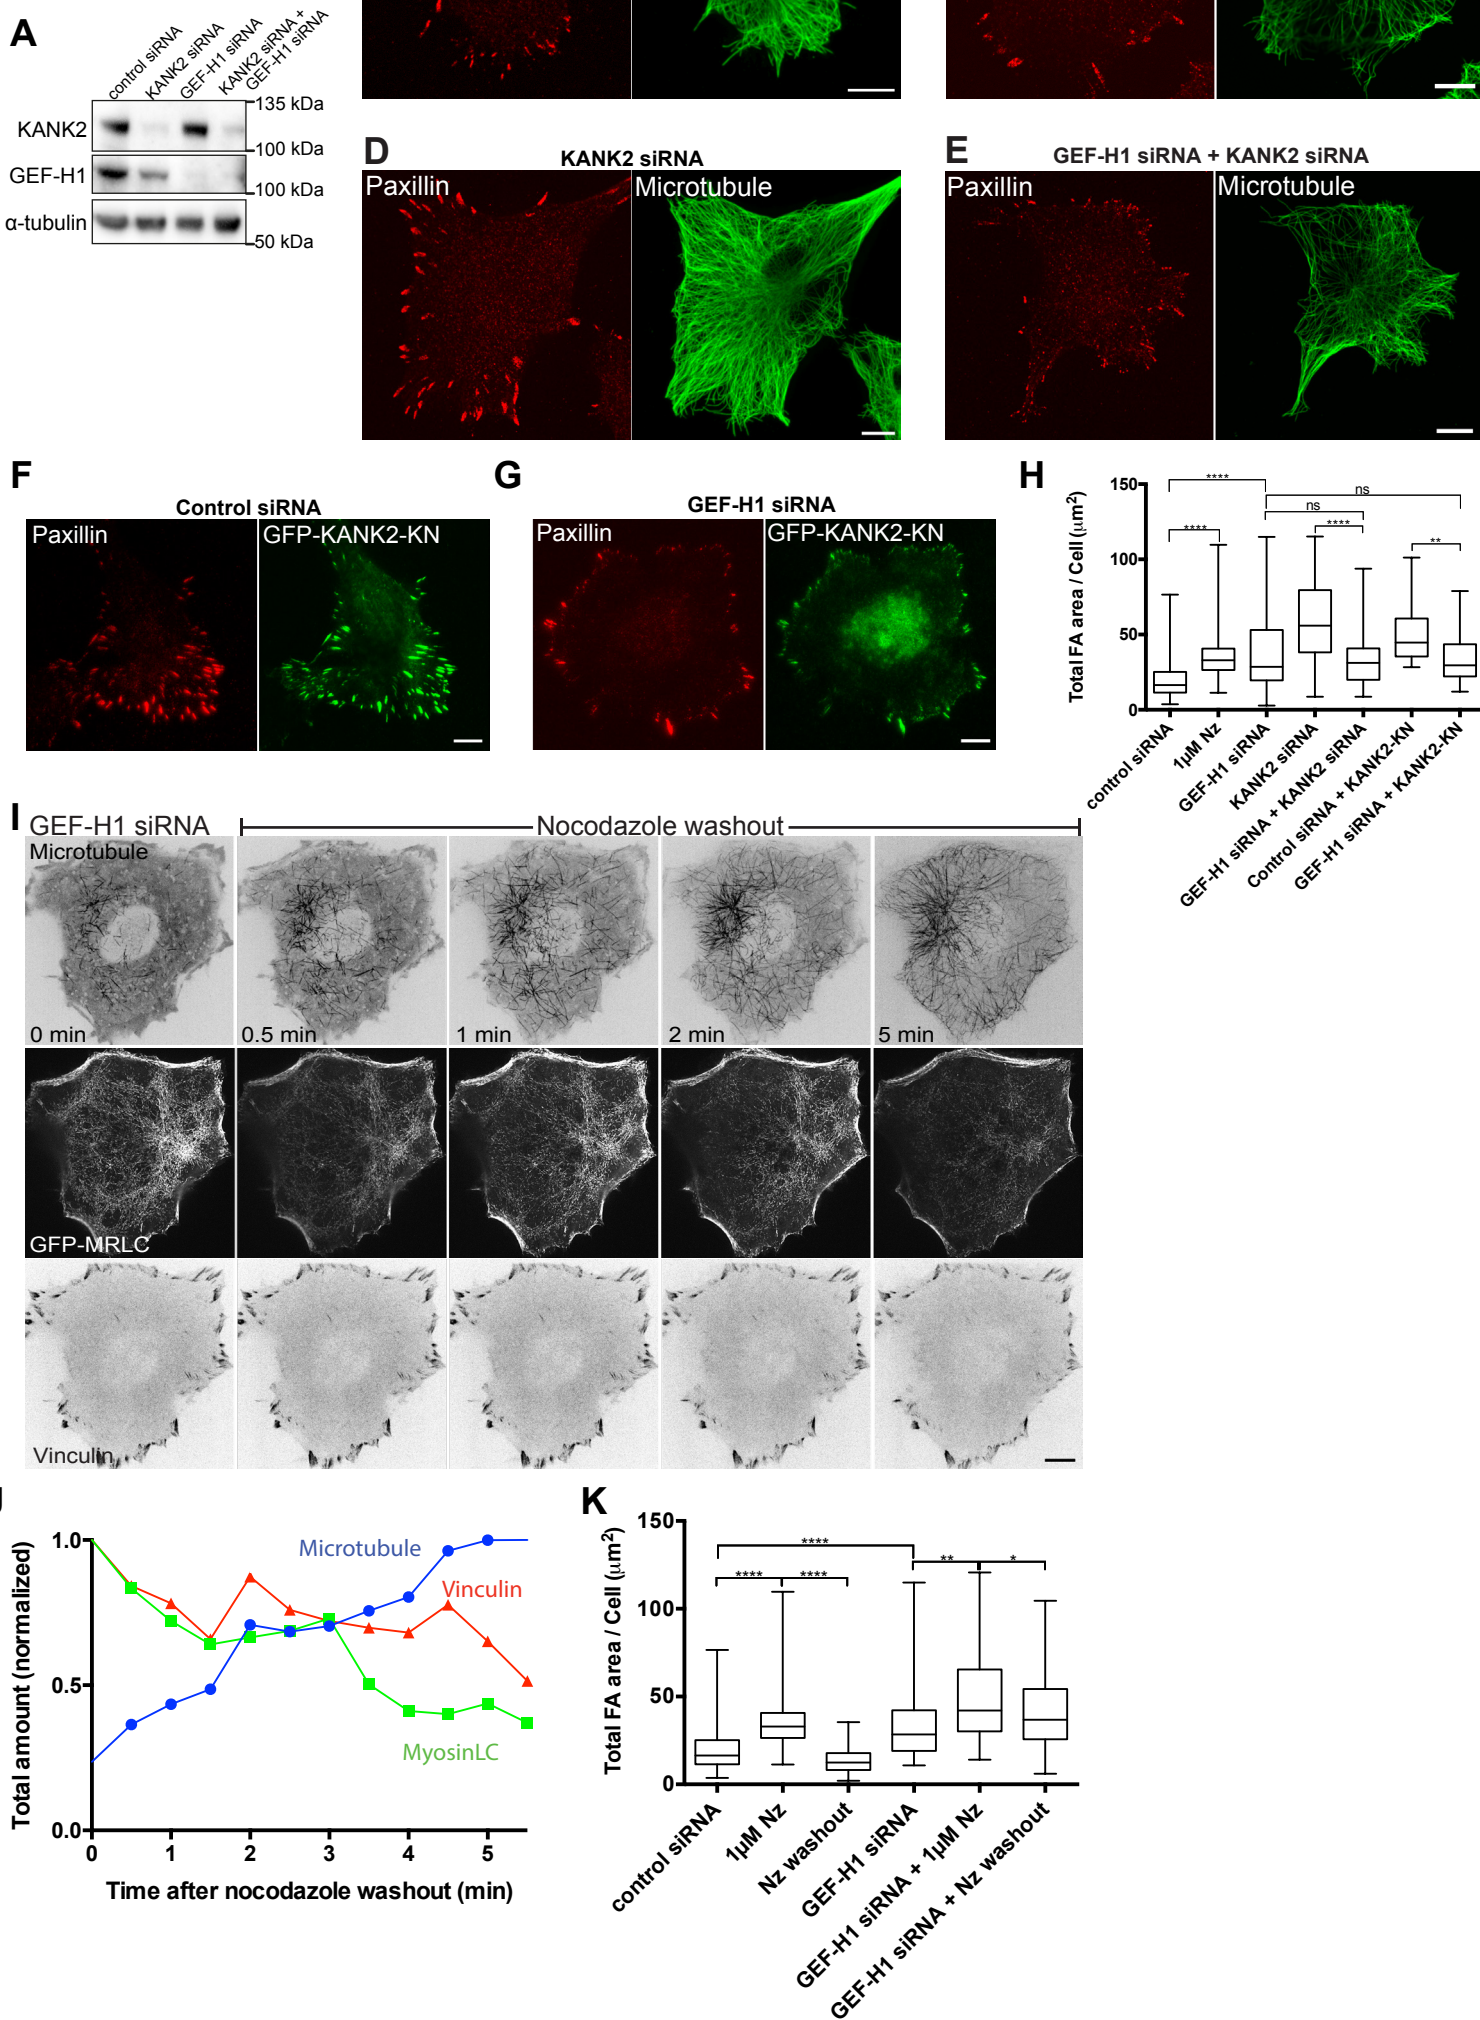 A
control siRNA
KANK2 siRNA
GEF-H1 siRNA
KANK2 siRNA +
GEF-H1 siRNA
135 kDa
KANK2
100 kDa
GEF-H1
100 kDa
α-tubulin
50 kDa
D
KANK2 siRNA
Paxillin
Microtubule
E
GEF-H1 siRNA + KANK2 siRNA
Paxillin
Microtubule
F
Control siRNA
Paxillin
GFP-KANK2-KN
G
GEF-H1 siRNA
Paxillin
GFP-KANK2-KN
H
Total FA area / Cell (μm²)
150
100
50
0
****
****
ns
ns
****
**
control siRNA
1μM Nz
GEF-H1 siRNA
KANK2 siRNA
GEF-H1 siRNA + KANK2 siRNA
Control siRNA + KANK2-KN
GEF-H1 siRNA + KANK2-KN
I
GEF-H1 siRNA
Nocodazole washout
Microtubule
0 min
0.5 min
1 min
2 min
5 min
GFP-MRLC
Vinculin
Total amount (normalized)
1.0
0.5
0.0
Microtubule
Vinculin
MyosinLC
0 1 2 3 4 5
Time after nocodazole washout (min)
K
Total FA area / Cell (μm²)
150
100
50
0
****
****
****
**
*
control siRNA
1μM Nz
Nz washout
GEF-H1 siRNA
GEF-H1 siRNA + 1μM Nz
GEF-H1 siRNA + Nz washout